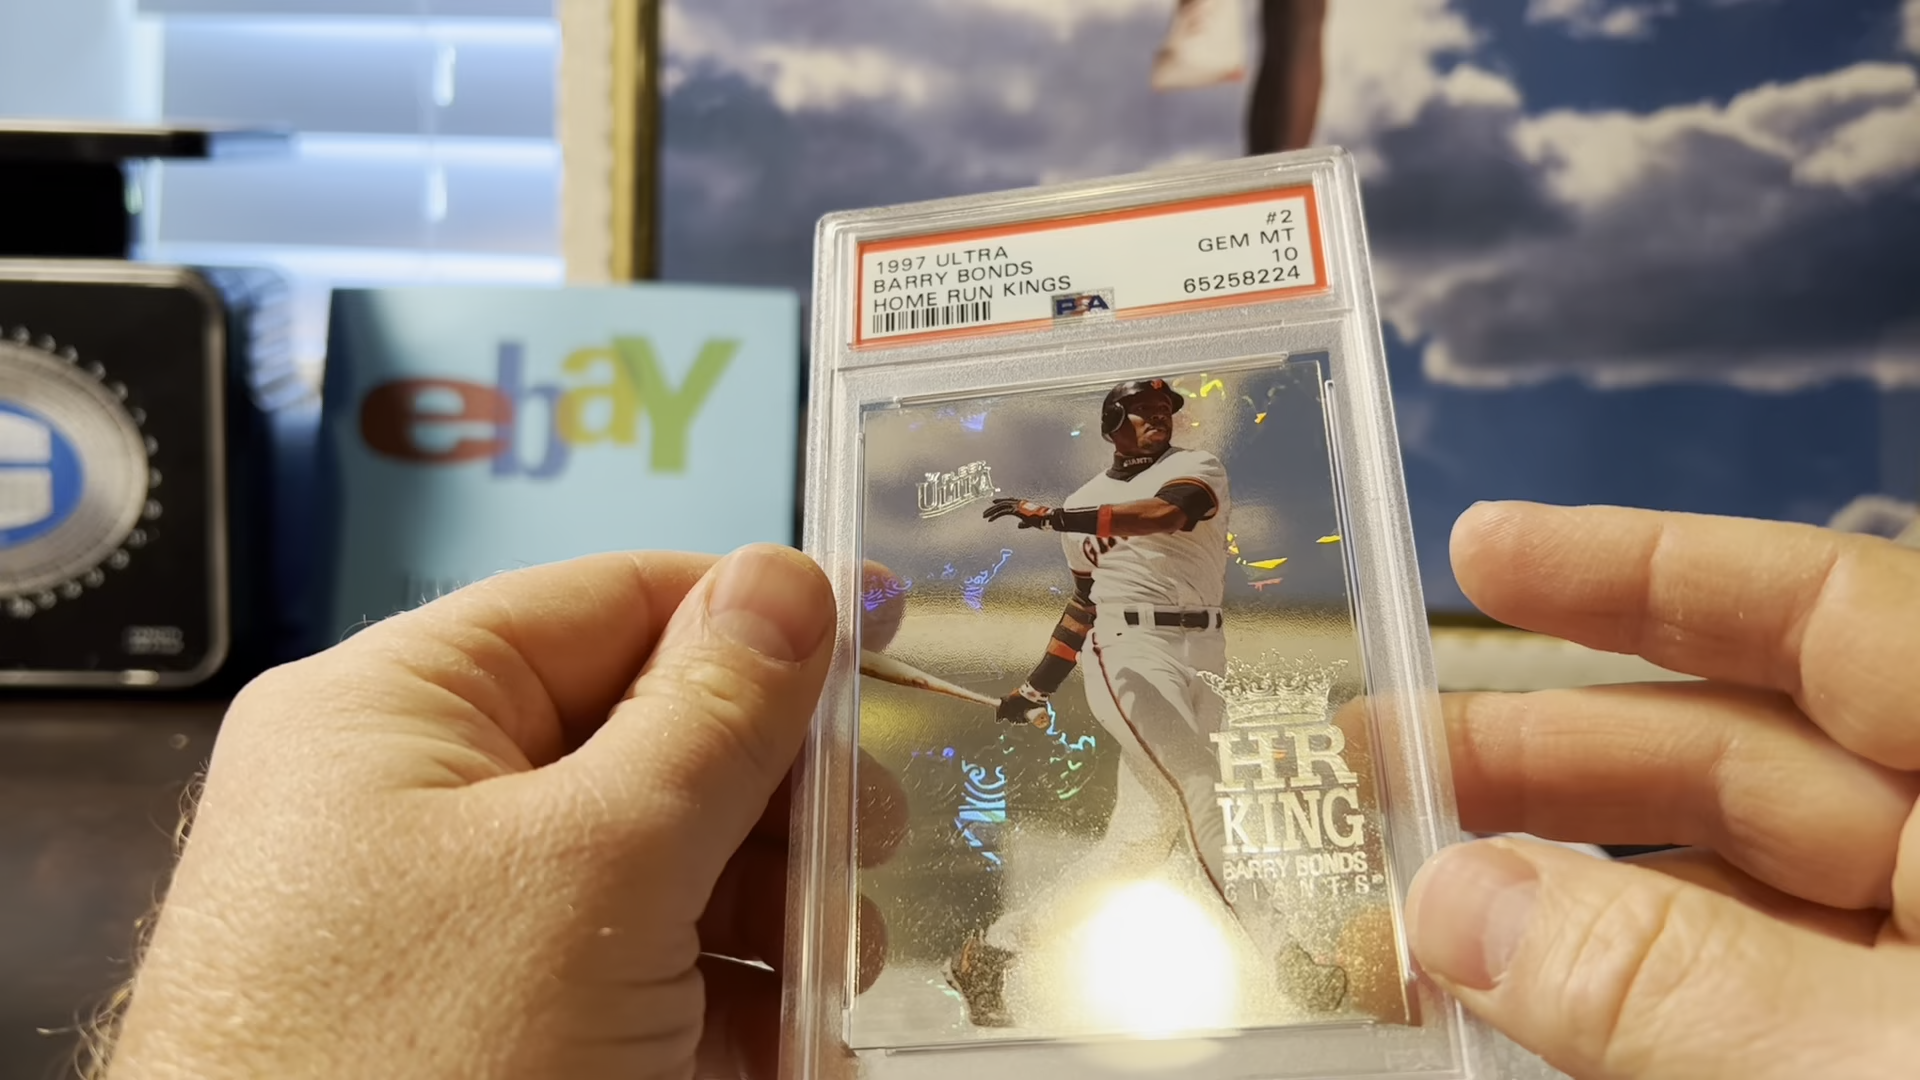 1997 ULTRA
BARRY BONDS
HOME RUN KINGS
#2
GEM MT
10
65258224
PSA
ebaY
ULTRA
GIANTS
HR
KING
BARRY BONDS
GIANTS